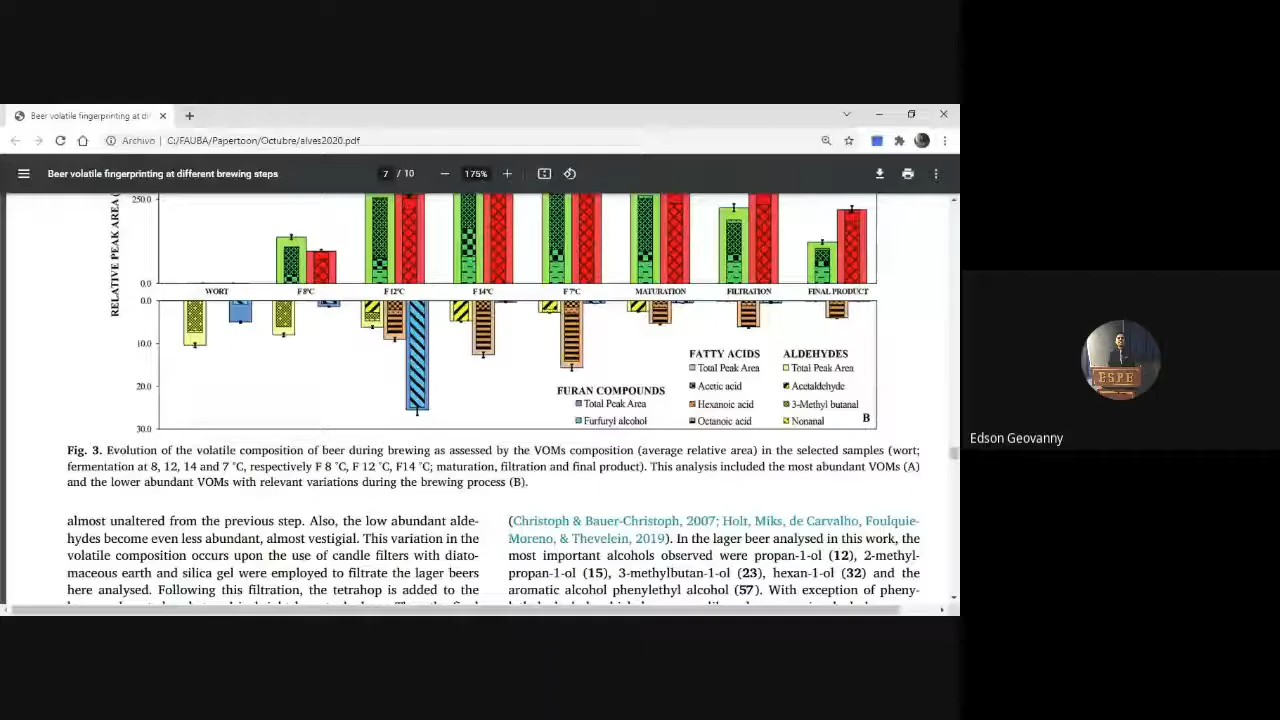 Beer volatile fingerprinting at di
Archivo | C:/FAUBA/Papertoon/Octubre/alves2020.pdf
Beer volatile fingerprinting at different brewing steps
7 / 10
175%
RELATIVE PEAK AREA (
250.0
0.0
WORT F 8°C F 12°C F 14°C F 7°C MATURATION FILTRATION FINAL PRODUCT
0.0
10.0
20.0
30.0
FURAN COMPOUNDS
Total Peak Area
Furfuryl alcohol
FATTY ACIDS
Total Peak Area
Acetic acid
Hexanoic acid
Octanoic acid
ALDEHYDES
Total Peak Area
Acetaldehyde
3-Methyl butanal
Nonanal
B
Fig. 3. Evolution of the volatile composition of beer during brewing as assessed by the VOMs composition (average relative area) in the selected samples (wort;
fermentation at 8, 12, 14 and 7 °C, respectively F 8 °C, F 12 °C, F14 °C; maturation, filtration and final product). This analysis included the most abundant VOMs (A)
and the lower abundant VOMs with relevant variations during the brewing process (B).
almost unaltered from the previous step. Also, the low abundant alde-
hydes become even less abundant, almost vestigial. This variation in the
volatile composition occurs upon the use of candle filters with diato-
maceous earth and silica gel were employed to filtrate the lager beers
here analysed. Following this filtration, the tetrahop is added to the
(Christoph & Bauer-Christoph, 2007; Holt, Miks, de Carvalho, Foulquie-
Moreno, & Thevelein, 2019). In the lager beer analysed in this work, the
most important alcohols observed were propan-1-ol (12), 2-methyl-
propan-1-ol (15), 3-methylbutan-1-ol (23), hexan-1-ol (32) and the
aromatic alcohol phenylethyl alcohol (57). With exception of pheny-
ESPE
Edson Geovanny